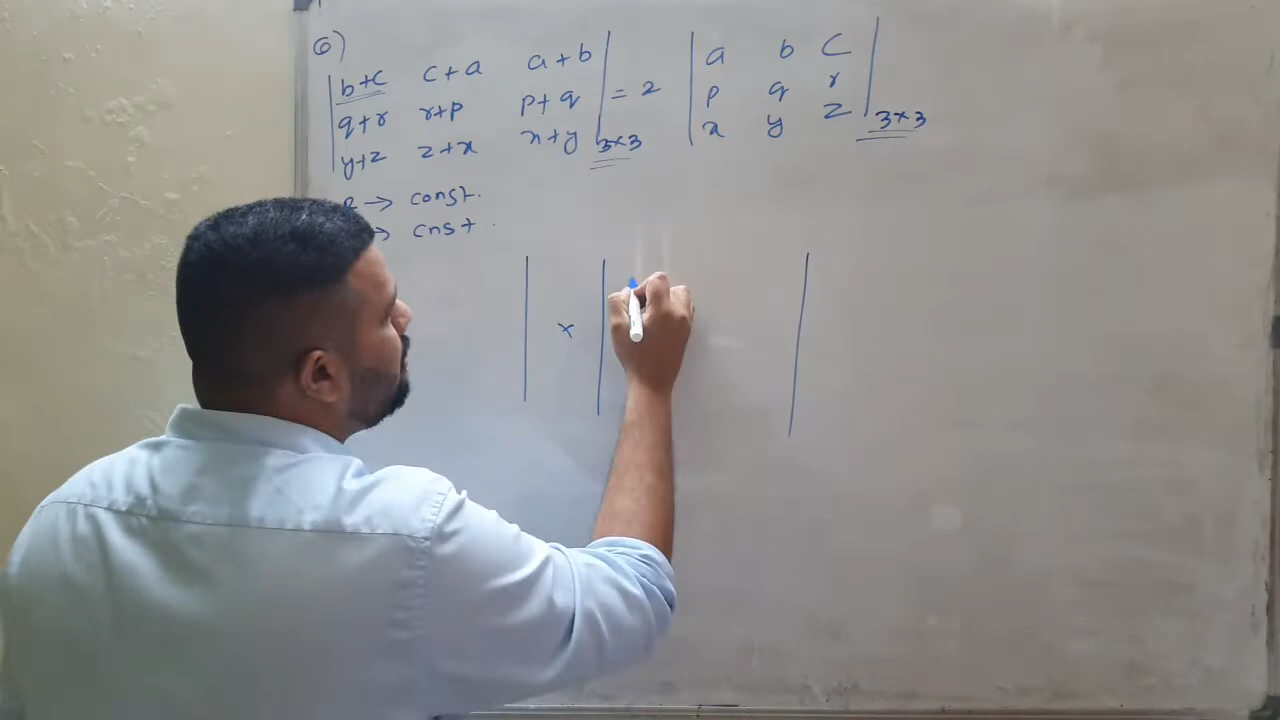 6)
| b+c c+a a+b | = 2 | a b c |
| q+r r+p p+q | | p q r |
| y+z z+x x+y | 3×3 | x y z | 3×3
R → const.
→ cnst.
| × | |